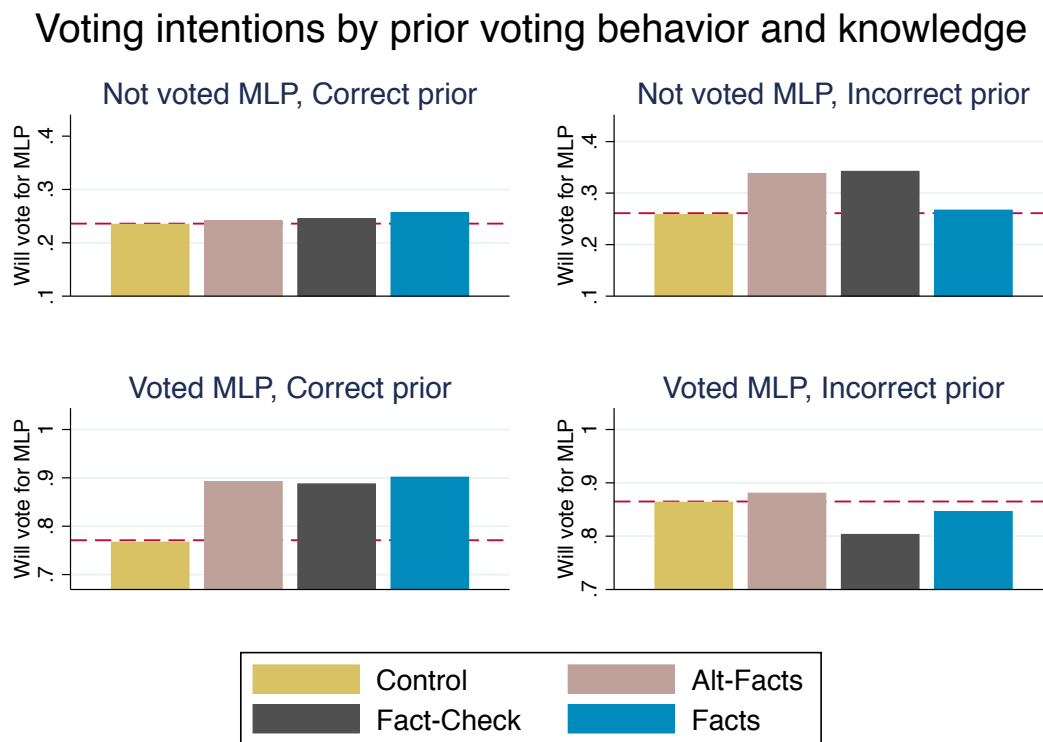 Voting intentions by prior voting behavior and knowledge
Not voted MLP, Correct prior
Will vote for MLP
.4
.3
.2
.1
Not voted MLP, Incorrect prior
Will vote for MLP
.4
.3
.2
.1
Voted MLP, Correct prior
Will vote for MLP
1
.9
.8
.7
Voted MLP, Incorrect prior
Will vote for MLP
1
.9
.8
.7
Control
Alt-Facts
Fact-Check
Facts